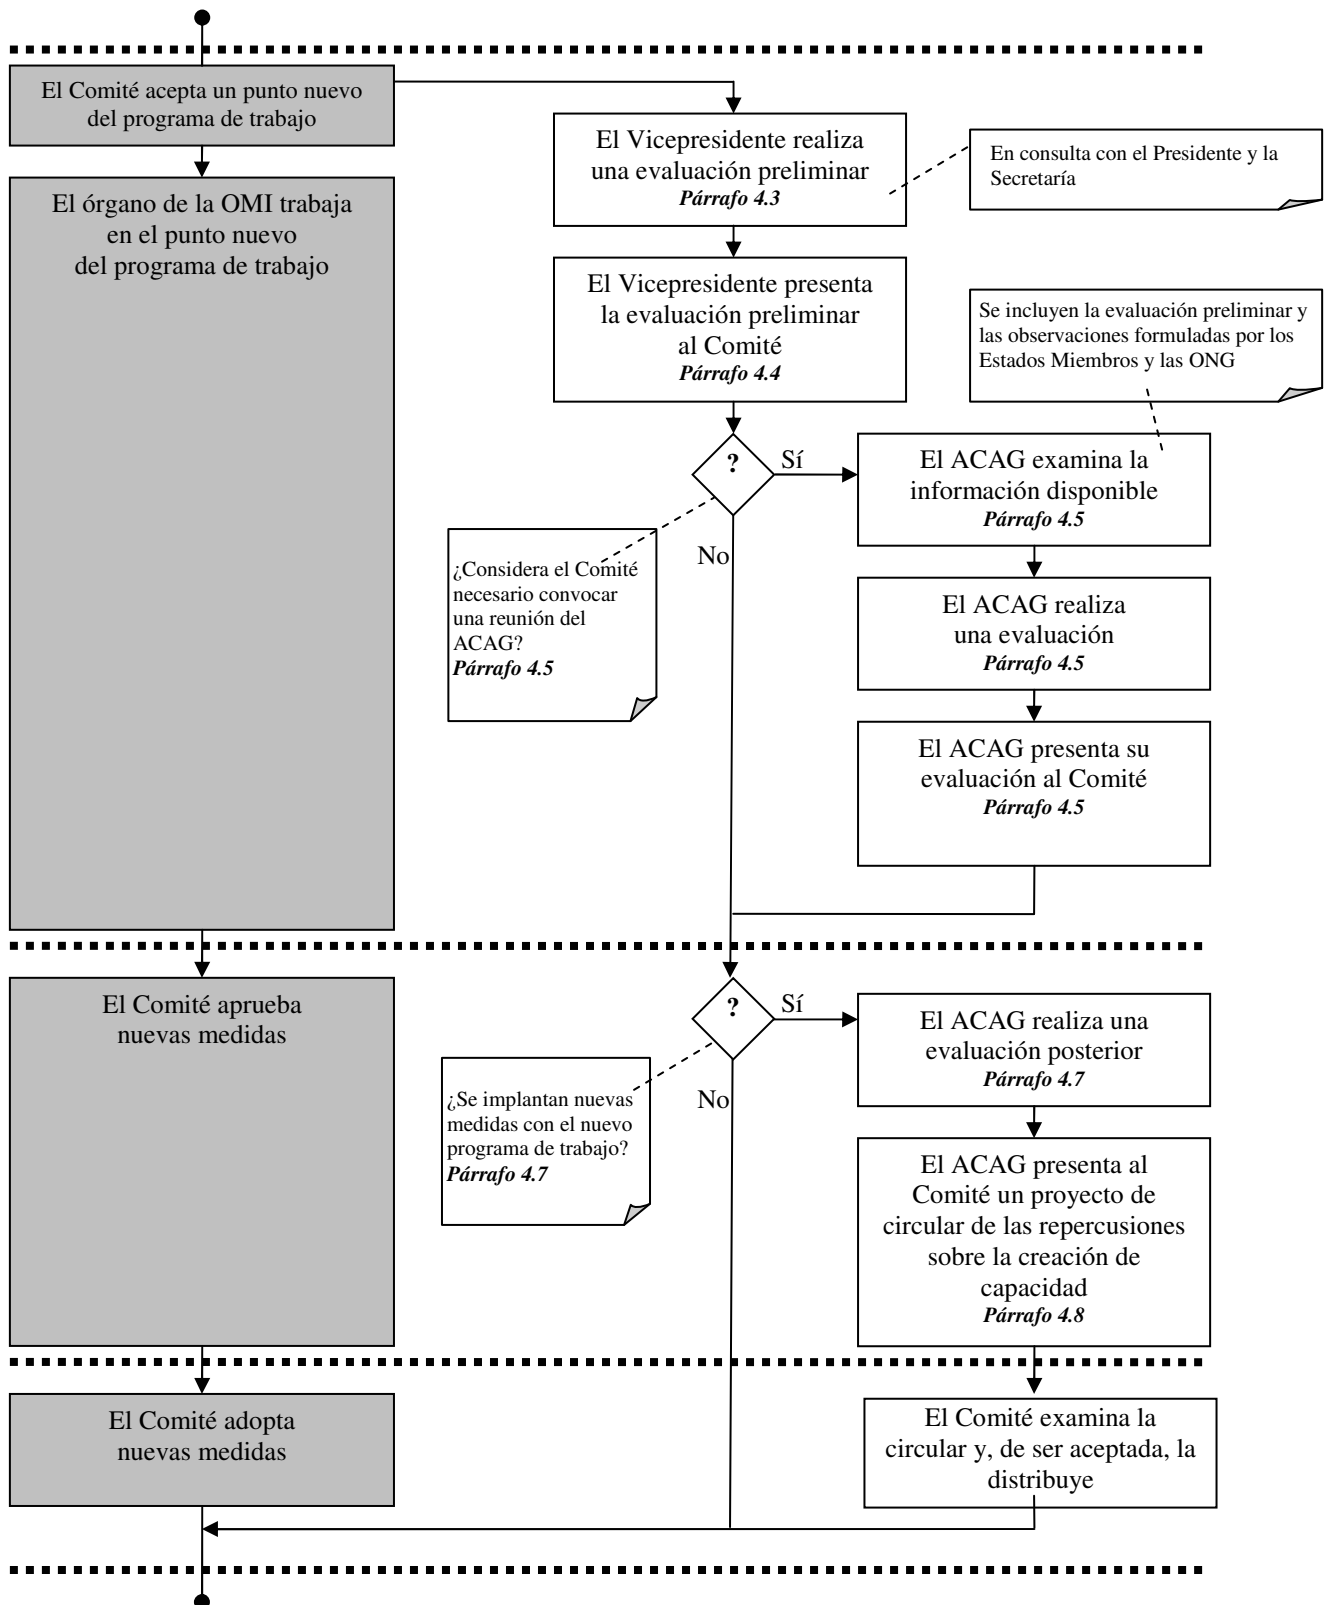 El Comité acepta un punto nuevo
del programa de trabajo
El Vicepresidente realiza
una evaluación preliminar
Párrafo 4.3
En consulta con el Presidente y la
Secretaría
El órgano de la OMI trabaja
en el punto nuevo
del programa de trabajo
El Vicepresidente presenta
la evaluación preliminar
al Comité
Párrafo 4.4
Se incluyen la evaluación preliminar y
las observaciones formuladas por los
Estados Miembros y las ONG
?
Sí
No
El ACAG examina la
información disponible
Párrafo 4.5
¿Considera el Comité
necesario convocar
una reunión del
ACAG?
Párrafo 4.5
El ACAG realiza
una evaluación
Párrafo 4.5
El ACAG presenta su
evaluación al Comité
Párrafo 4.5
El Comité aprueba
nuevas medidas
?
Sí
No
El ACAG realiza una
evaluación posterior
Párrafo 4.7
¿Se implantan nuevas
medidas con el nuevo
programa de trabajo?
Párrafo 4.7
El ACAG presenta al
Comité un proyecto de
circular de las repercusiones
sobre la creación de
capacidad
Párrafo 4.8
El Comité adopta
nuevas medidas
El Comité examina la
circular y, de ser aceptada, la
distribuye